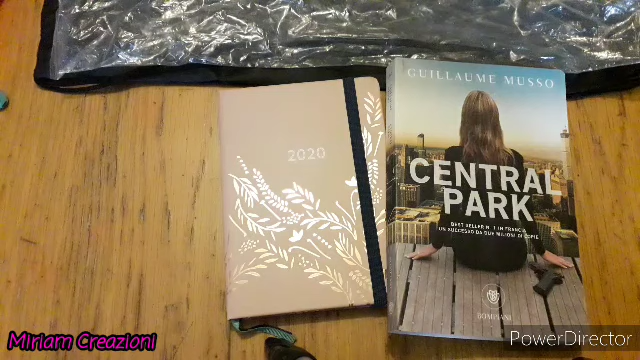 GUILLAUME MUSSO
2020
CENTRAL
PARK
BEST SELLER N. 1 IN FRANCIA
UN SUCCESSO DA DUE MILIONI DI COPIE
BOMPIANI
Miriam Creazioni
PowerDirector